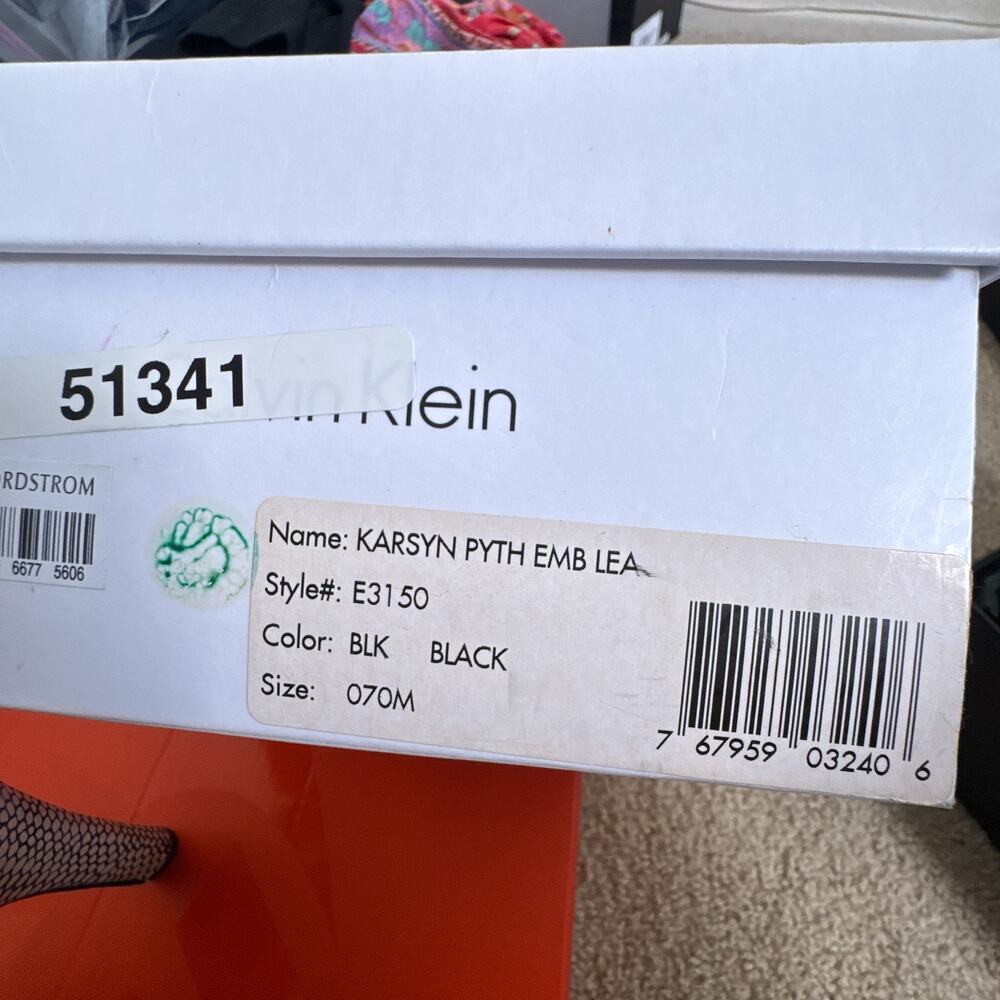 51341
vin Klein
RDSTROM
6677 5606
Name: KARSYN PYTH EMB LEA
Style#: E3150
Color: BLK BLACK
Size: 070M
7 67959 03240 6